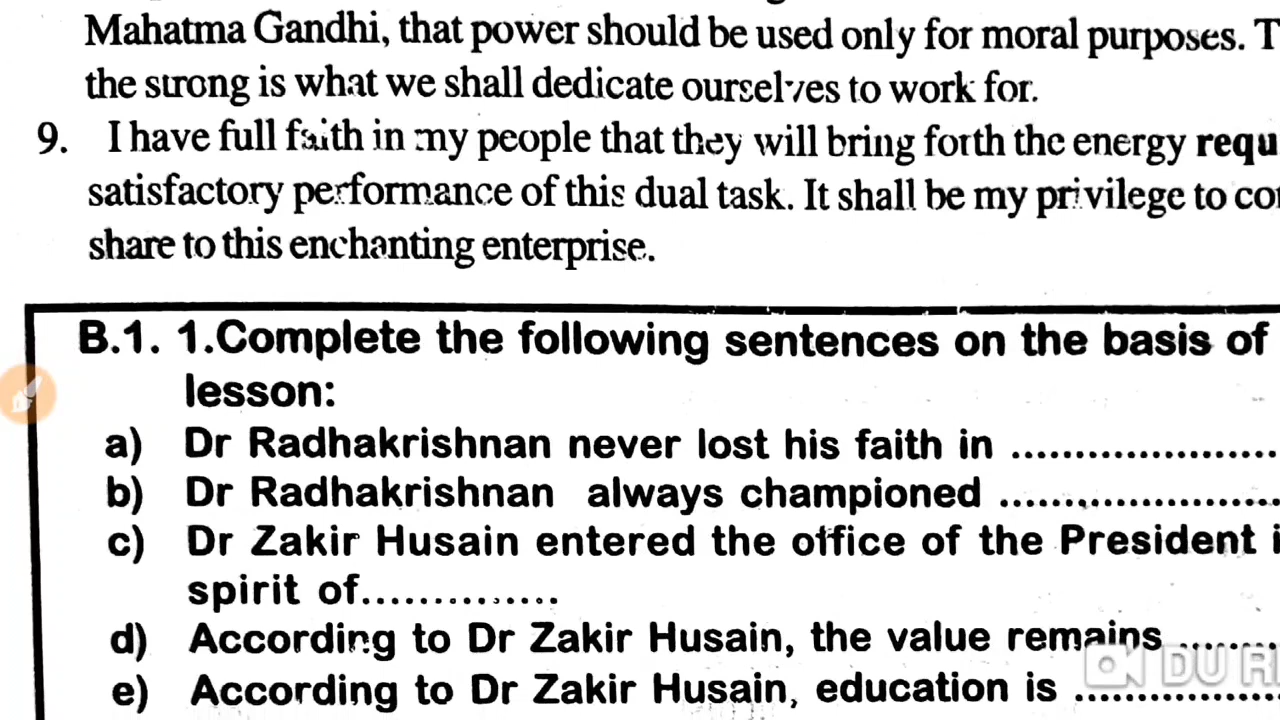 Mahatma Gandhi, that power should be used only for moral purposes. T
the strong is what we shall dedicate ourselves to work for.
9. I have full faith in my people that they will bring forth the energy requ
satisfactory performance of this dual task. It shall be my privilege to co
share to this enchanting enterprise.
B.1. 1.Complete the following sentences on the basis of
lesson:
a) Dr Radhakrishnan never lost his faith in ......................
b) Dr Radhakrishnan always championed ......................
c) Dr Zakir Husain entered the office of the President i
spirit of...............
d) According to Dr Zakir Husain, the value remains ........
e) According to Dr Zakir Husain, education is .................
DU R